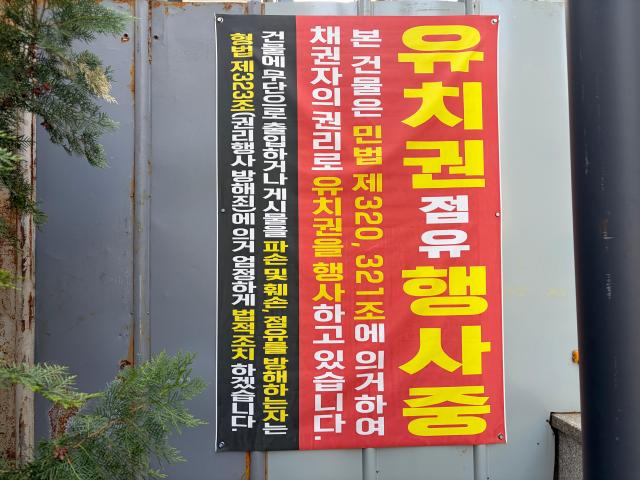 유치권 점유 행사중
본 건물은 민법 제320, 321조에 의거하여
채권자의 권리로 유치권을 행사하고 있습니다.
건물에 무단으로 출입하거나 게시물을 파손 및 훼손, 점유를 방해하는자는
형법 제323조(권리행사 방해죄)에 의거 엄정하게 법적조치 하겠습니다